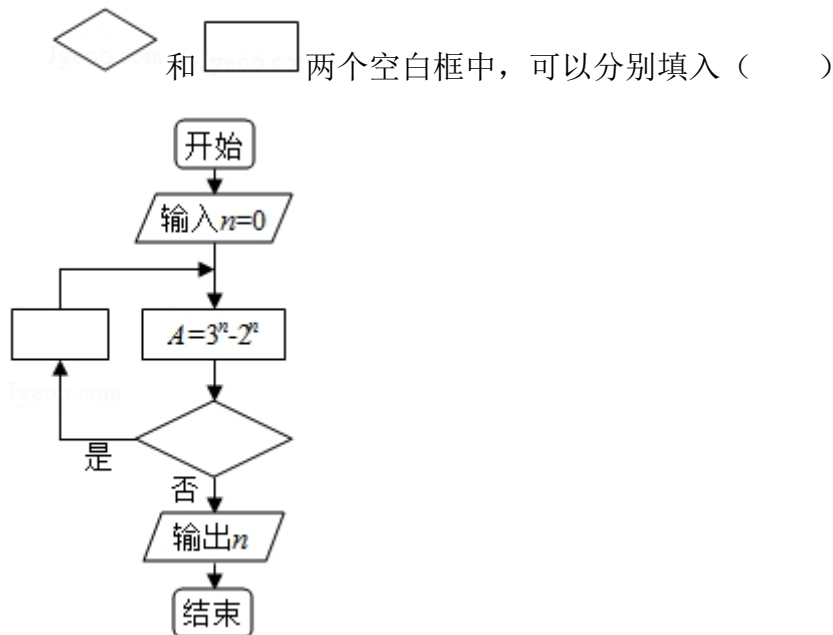 和 两个空白框中，可以分别填入（ ）
开始
输入n=0
A=3ⁿ-2ⁿ
是
否
输出n
结束